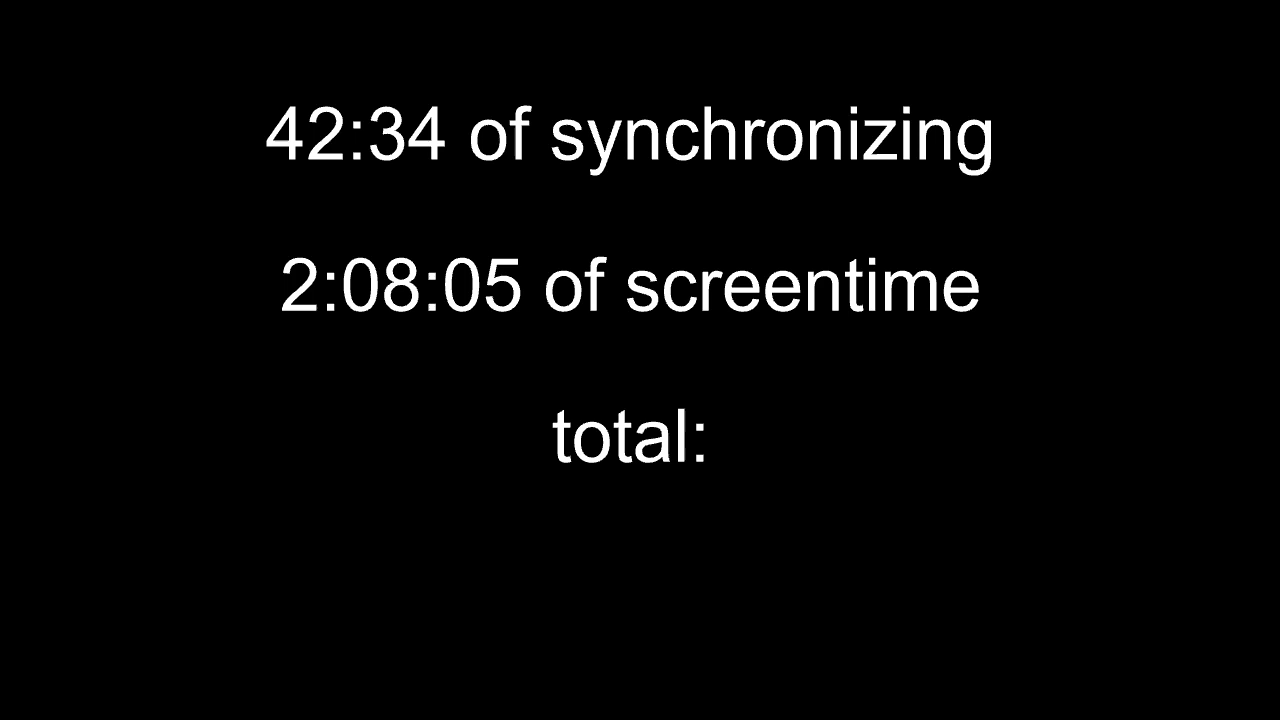 42:34 of synchronizing
2:08:05 of screentime
total: